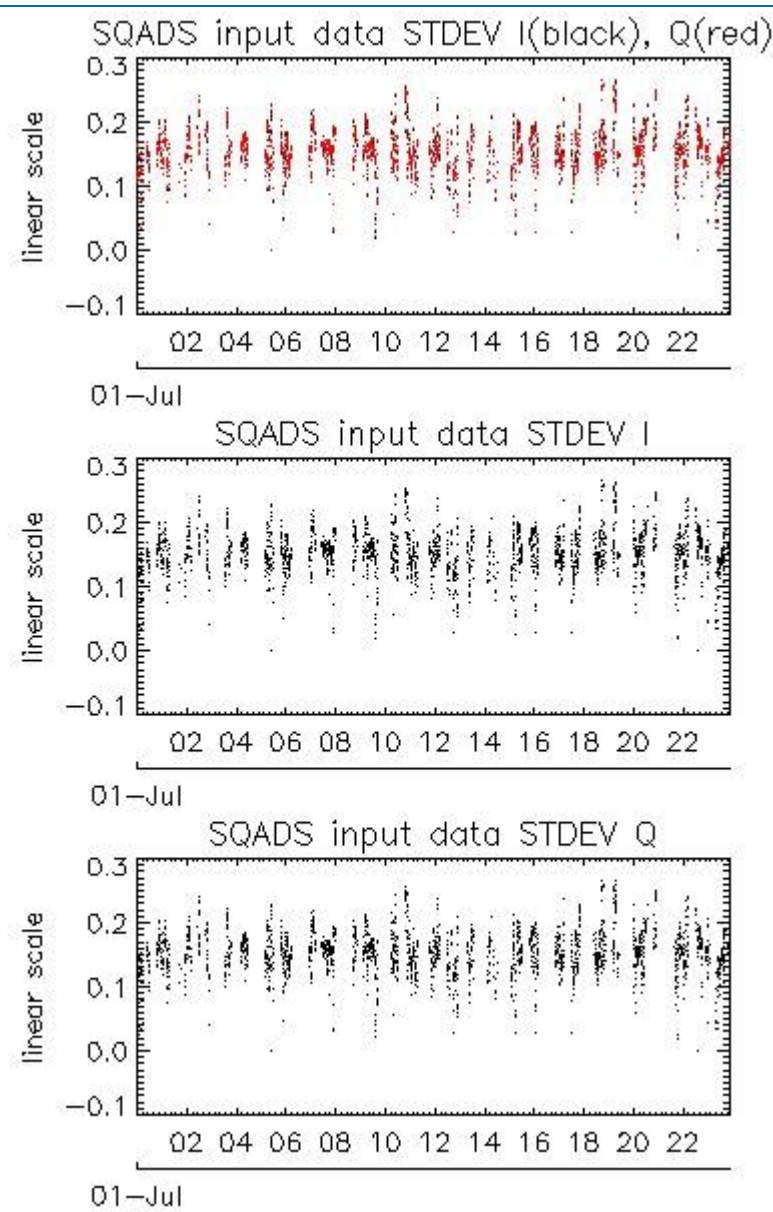 SQADS input data STDEV I(black), Q(red)
0.3
0.2
0.1
0.0
−0.1
linear scale
02 04 06 08 10 12 14 16 18 20 22
01−Jul
SQADS input data STDEV I
0.3
0.2
0.1
0.0
−0.1
linear scale
02 04 06 08 10 12 14 16 18 20 22
01−Jul
SQADS input data STDEV Q
0.3
0.2
0.1
0.0
−0.1
linear scale
02 04 06 08 10 12 14 16 18 20 22
01−Jul